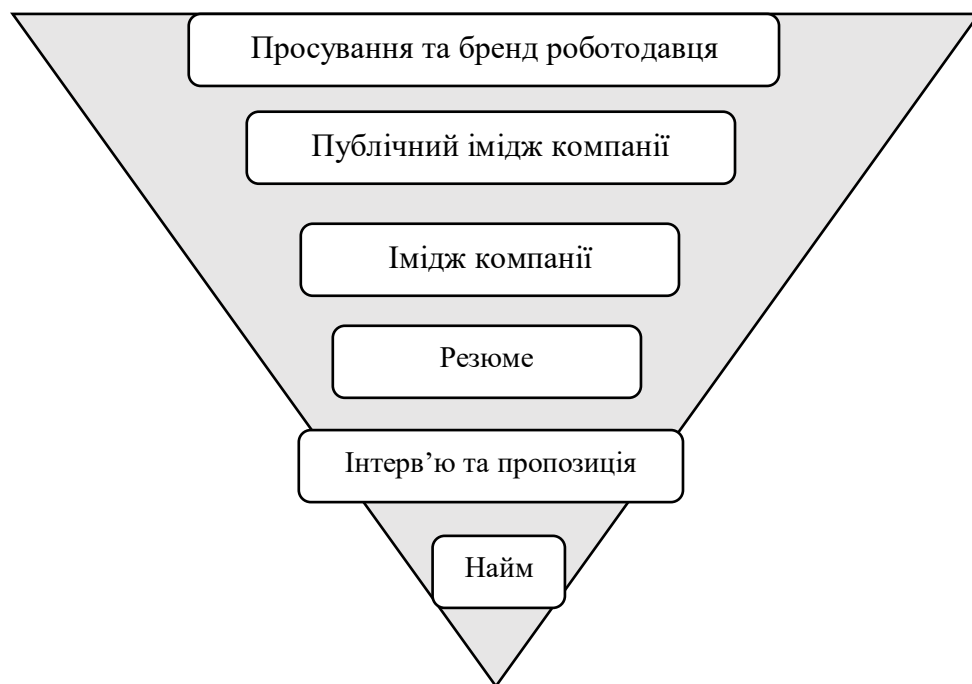 Просування та бренд роботодавця
Публічний імідж компанії
Імідж компанії
Резюме
Інтерв’ю та пропозиція
Найм